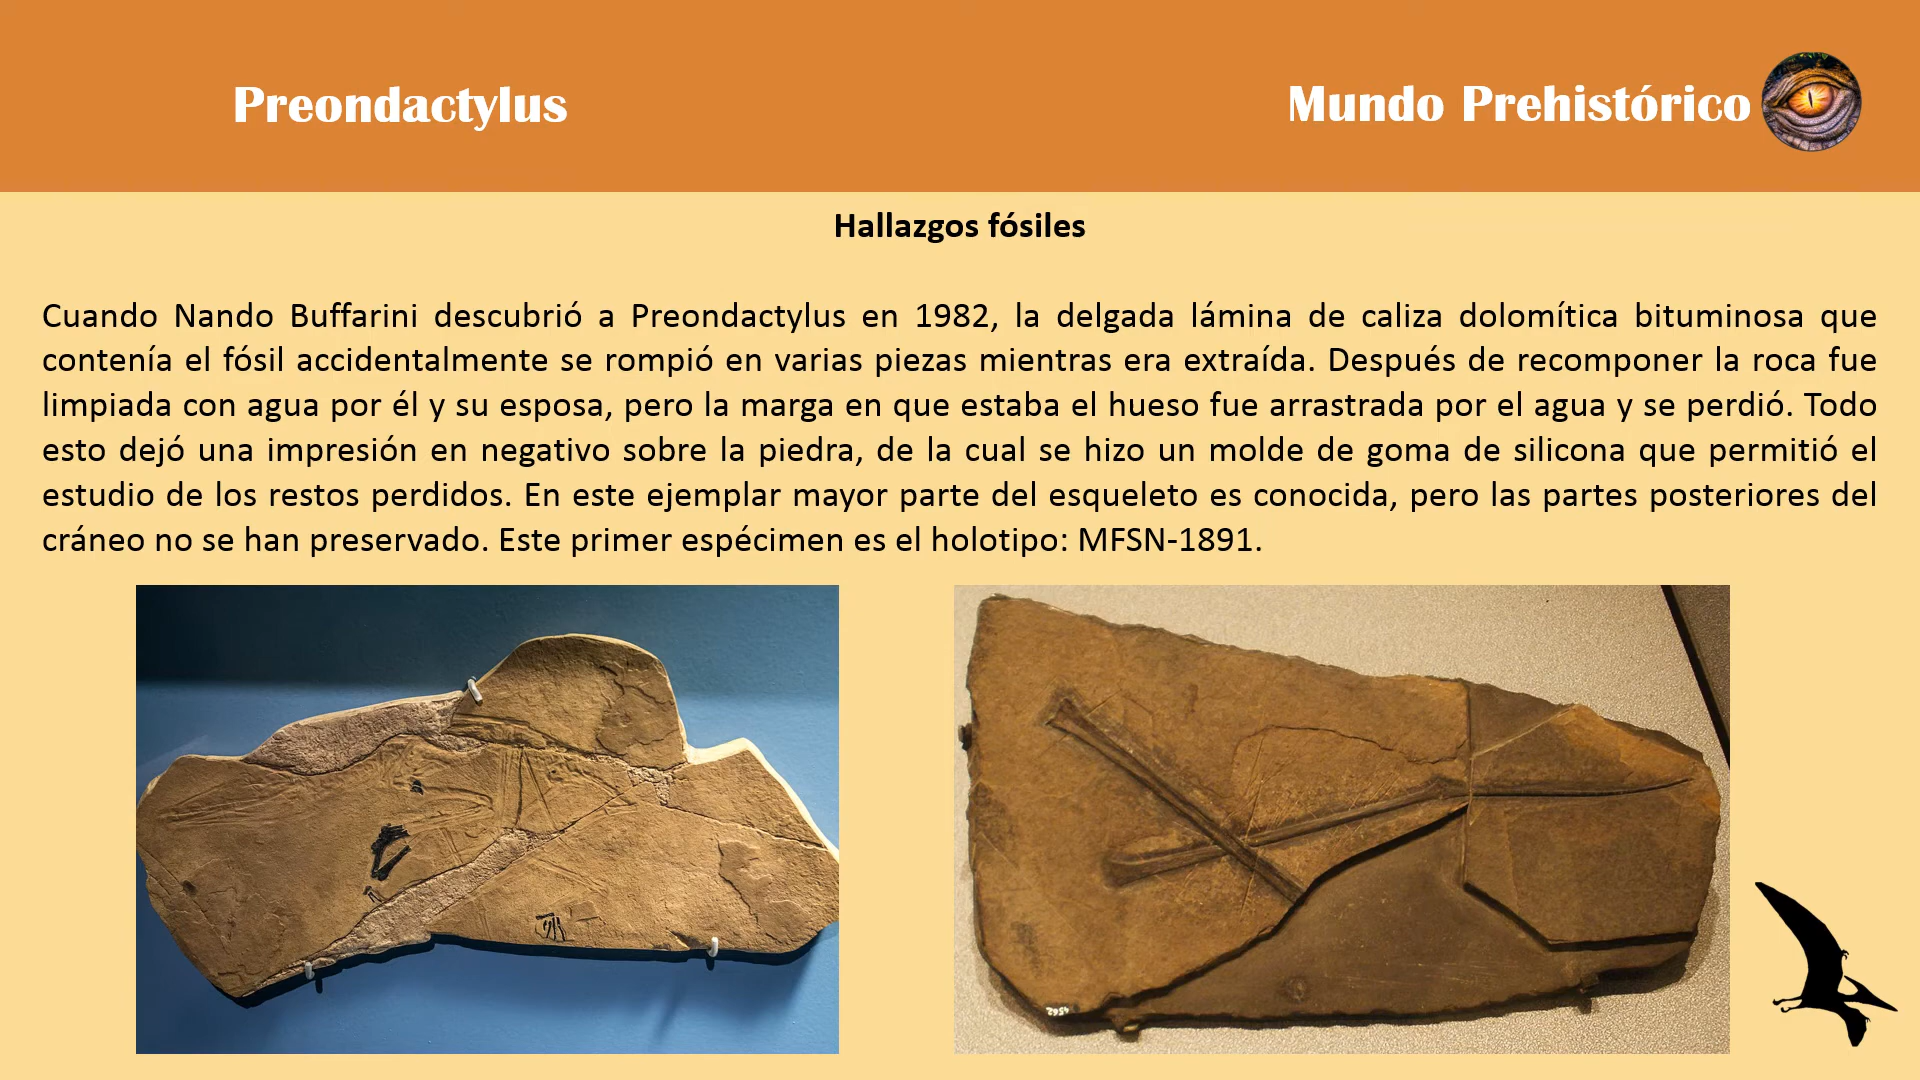 Preondactylus
Mundo Prehistórico
Hallazgos fósiles
Cuando Nando Buffarini descubrió a Preondactylus en 1982, la delgada lámina de caliza dolomítica bituminosa que
contenía el fósil accidentalmente se rompió en varias piezas mientras era extraída. Después de recomponer la roca fue
limpiada con agua por él y su esposa, pero la marga en que estaba el hueso fue arrastrada por el agua y se perdió. Todo
esto dejó una impresión en negativo sobre la piedra, de la cual se hizo un molde de goma de silicona que permitió el
estudio de los restos perdidos. En este ejemplar mayor parte del esqueleto es conocida, pero las partes posteriores del
cráneo no se han preservado. Este primer espécimen es el holotipo: MFSN-1891.